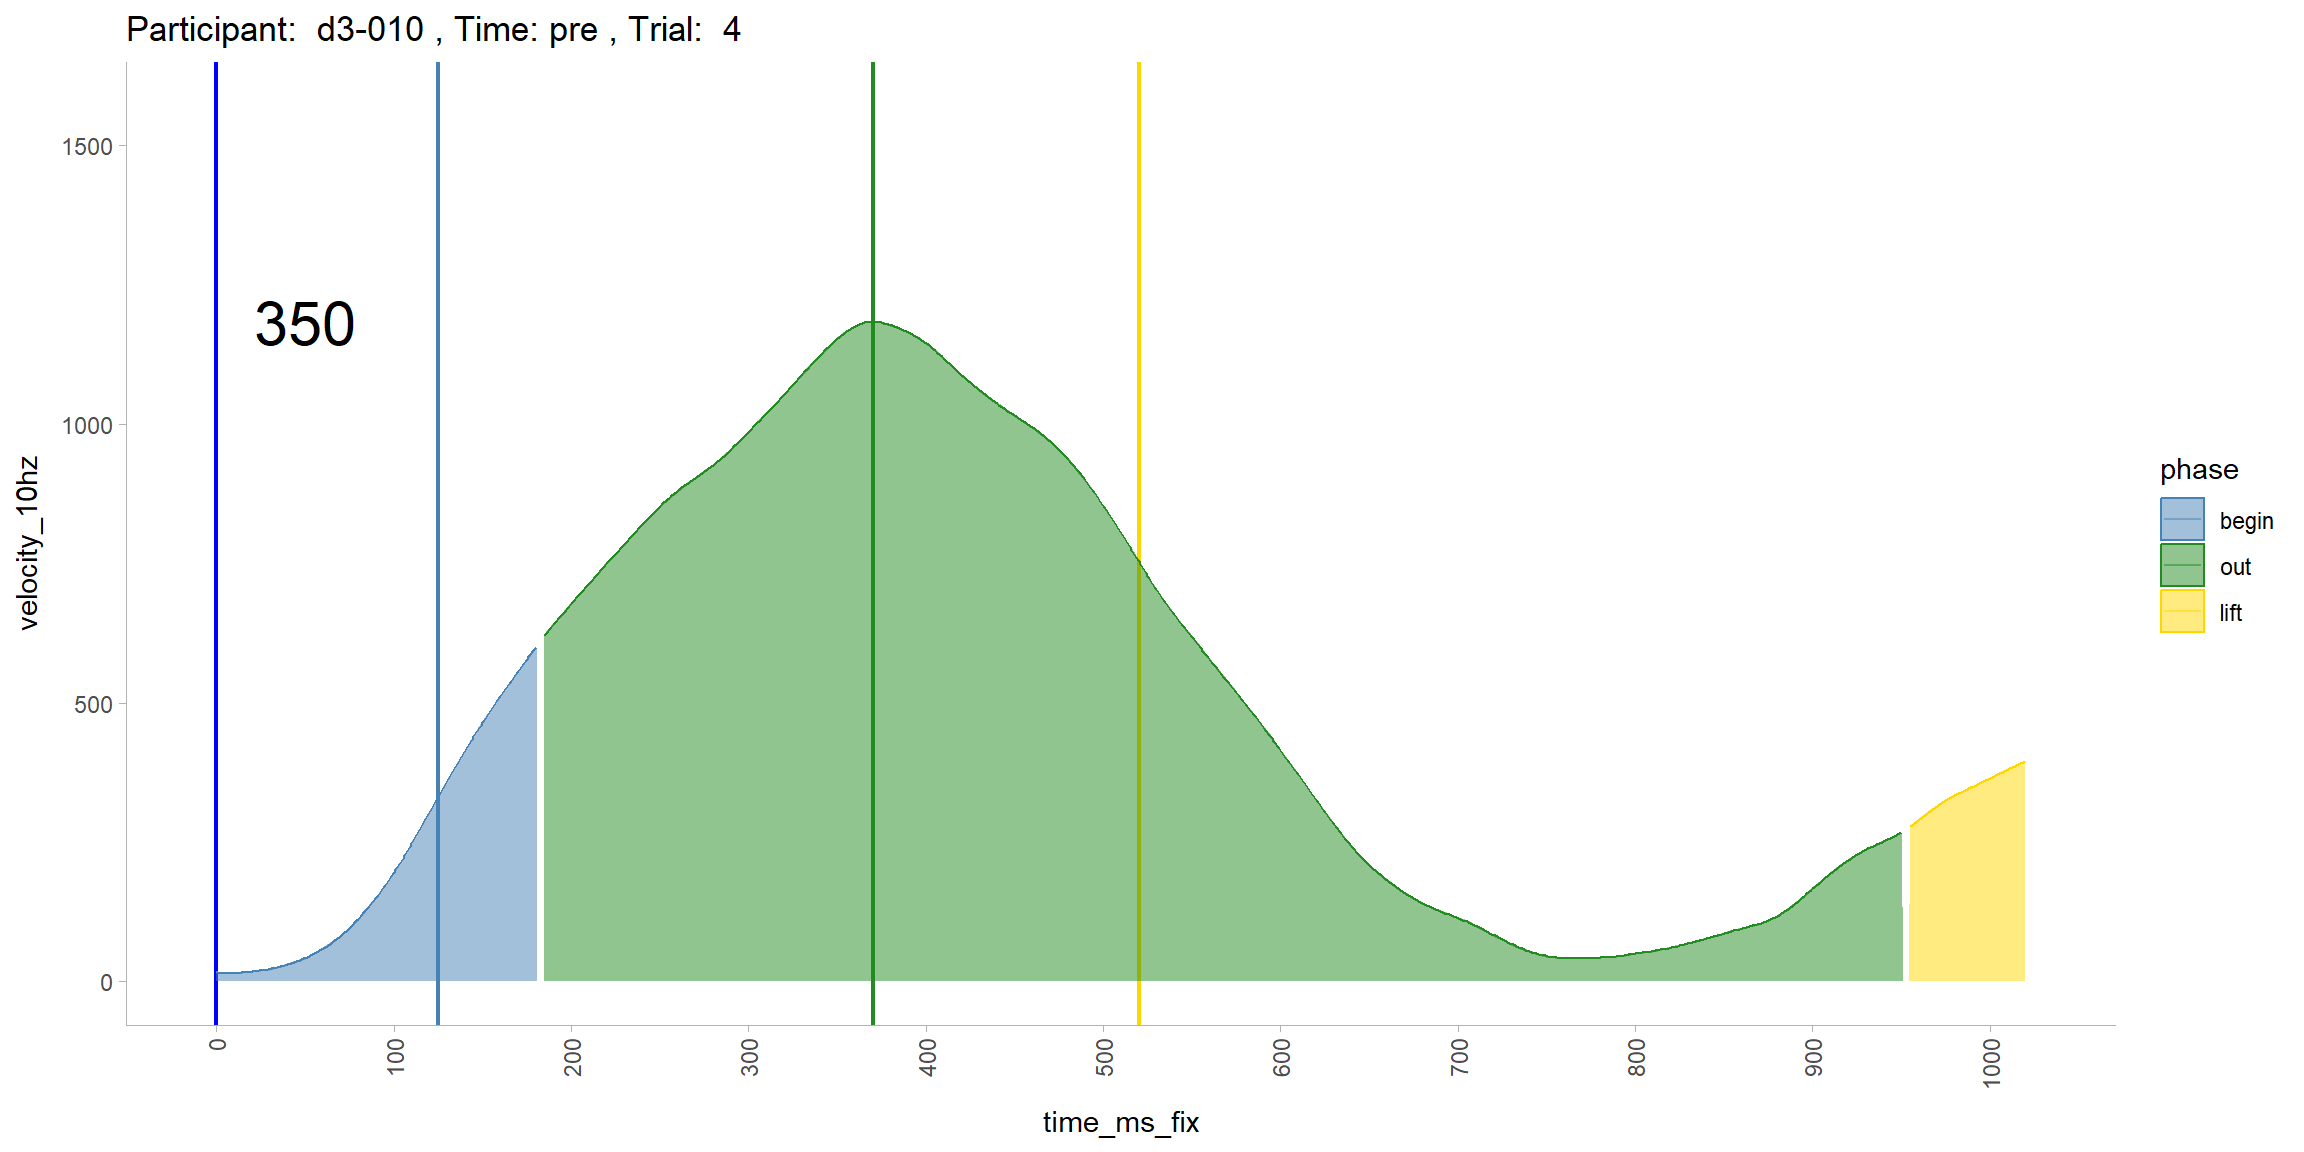 Participant:  d3-010 , Time: pre , Trial:  4
1500
1000
500
0
velocity_10hz
350
0
100
200
300
400
500
600
700
800
900
1000
time_ms_fix
phase
begin
out
lift